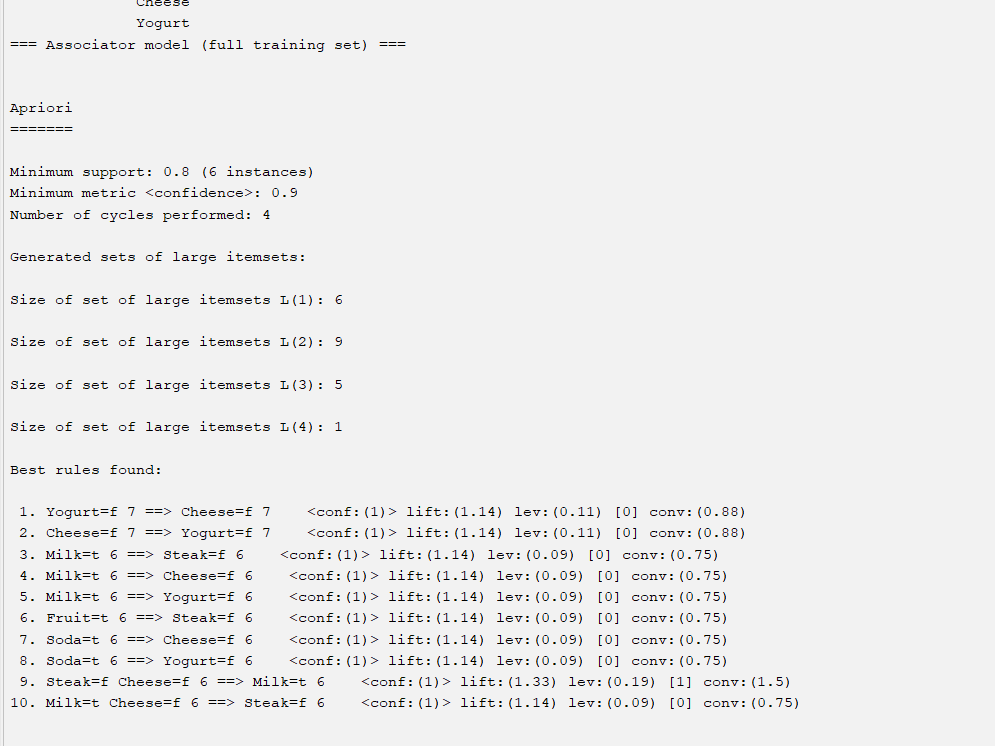 Cheese
Yogurt
=== Associator model (full training set) ===
Apriori
=======
Minimum support: 0.8 (6 instances)
Minimum metric <confidence>: 0.9
Number of cycles performed: 4
Generated sets of large itemsets:
Size of set of large itemsets L(1): 6
Size of set of large itemsets L(2): 9
Size of set of large itemsets L(3): 5
Size of set of large itemsets L(4): 1
Best rules found:
1. Yogurt=f 7 ==> Cheese=f 7    <conf:(1)> lift:(1.14) lev:(0.11) [0] conv:(0.88)
2. Cheese=f 7 ==> Yogurt=f 7    <conf:(1)> lift:(1.14) lev:(0.11) [0] conv:(0.88)
3. Milk=t 6 ==> Steak=f 6    <conf:(1)> lift:(1.14) lev:(0.09) [0] conv:(0.75)
4. Milk=t 6 ==> Cheese=f 6    <conf:(1)> lift:(1.14) lev:(0.09) [0] conv:(0.75)
5. Milk=t 6 ==> Yogurt=f 6    <conf:(1)> lift:(1.14) lev:(0.09) [0] conv:(0.75)
6. Fruit=t 6 ==> Steak=f 6    <conf:(1)> lift:(1.14) lev:(0.09) [0] conv:(0.75)
7. Soda=t 6 ==> Cheese=f 6    <conf:(1)> lift:(1.14) lev:(0.09) [0] conv:(0.75)
8. Soda=t 6 ==> Yogurt=f 6    <conf:(1)> lift:(1.14) lev:(0.09) [0] conv:(0.75)
9. Steak=f Cheese=f 6 ==> Milk=t 6    <conf:(1)> lift:(1.33) lev:(0.19) [1] conv:(1.5)
10. Milk=t Cheese=f 6 ==> Steak=f 6    <conf:(1)> lift:(1.14) lev:(0.09) [0] conv:(0.75)